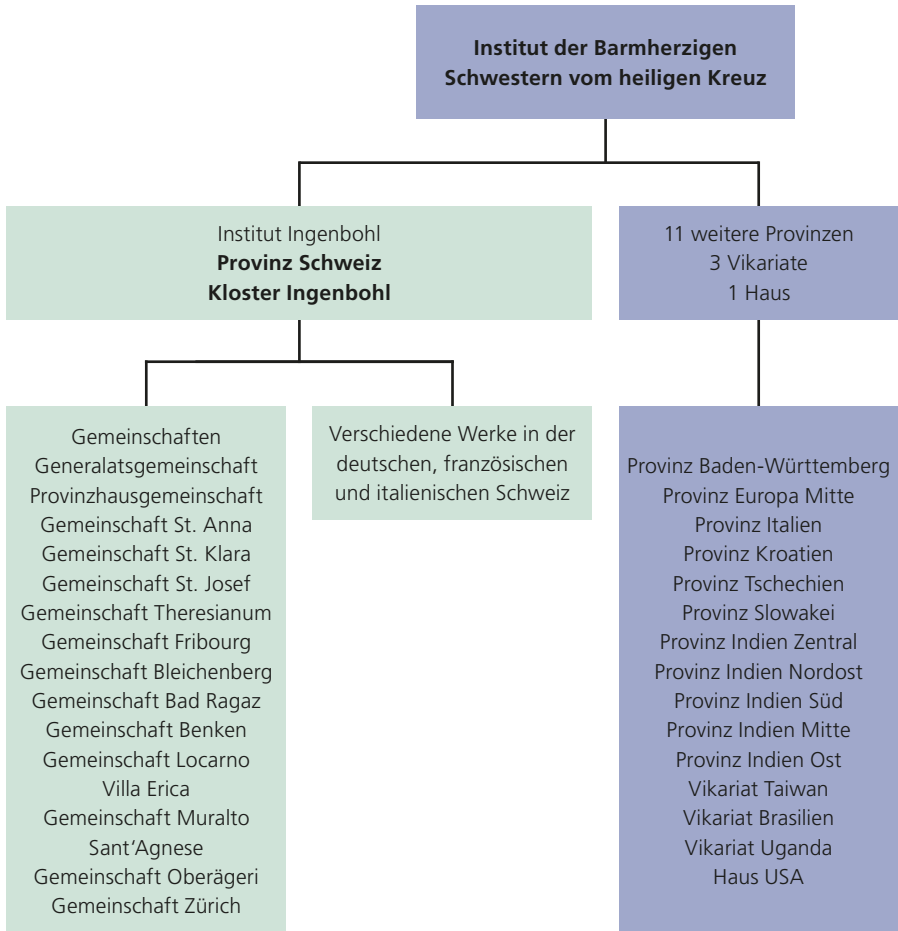 Institut der Barmherzigen
Schwestern vom heiligen Kreuz
Institut Ingenbohl
Provinz Schweiz
Kloster Ingenbohl
11 weitere Provinzen
3 Vikariate
1 Haus
Gemeinschaften
Generalatsgemeinschaft
Provinzhausgemeinschaft
Gemeinschaft St. Anna
Gemeinschaft St. Klara
Gemeinschaft St. Josef
Gemeinschaft Theresianum
Gemeinschaft Fribourg
Gemeinschaft Bleichenberg
Gemeinschaft Bad Ragaz
Gemeinschaft Benken
Gemeinschaft Locarno
Villa Erica
Gemeinschaft Muralto
Sant'Agnese
Gemeinschaft Oberägeri
Gemeinschaft Zürich
Verschiedene Werke in der
deutschen, französischen
und italienischen Schweiz
Provinz Baden-Württemberg
Provinz Europa Mitte
Provinz Italien
Provinz Kroatien
Provinz Tschechien
Provinz Slowakei
Provinz Indien Zentral
Provinz Indien Nordost
Provinz Indien Süd
Provinz Indien Mitte
Provinz Indien Ost
Vikariat Taiwan
Vikariat Brasilien
Vikariat Uganda
Haus USA